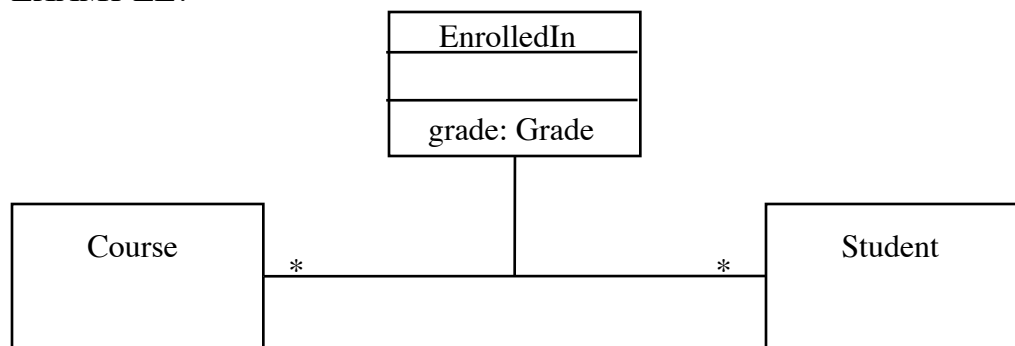 EXAMPLE:
EnrolledIn
grade: Grade
Course
*
*
Student